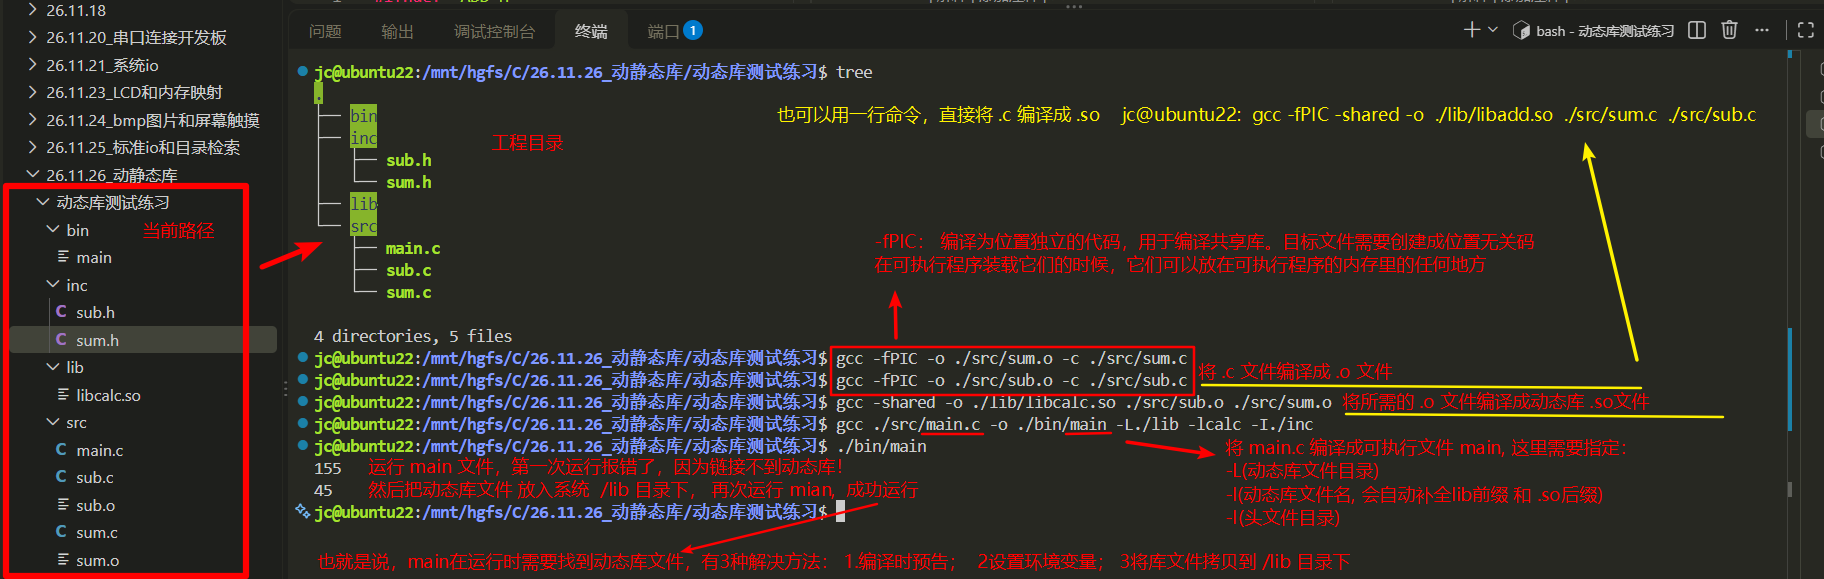 26.11.18
26.11.20_串口连接开发板
26.11.21_系统io
26.11.23_LCD和内存映射
26.11.24_bmp图片和屏幕触摸
26.11.25_标准io和目录检索
26.11.26_动静态库
动态库测试练习
bin 当前路径
main
inc
sub.h
sum.h
lib
libcalc.so
src
main.c
sub.c
sub.o
sum.c
sum.o
问题 输出 调试控制台 终端 端口 1
bash - 动态库测试练习
jc@ubuntu22:/mnt/hgfs/C/26.11.26_动静态库/动态库测试练习$ tree
.
├── bin
├── inc
│   ├── sub.h
│   └── sum.h
├── lib
└── src
    ├── main.c
    ├── sub.c
    └── sum.c
也可以用一行命令，直接将 .c 编译成 .so jc@ubuntu22: gcc -fPIC -shared -o ./lib/libadd.so ./src/sum.c ./src/sub.c
工程目录
-fPIC： 编译为位置独立的代码，用于编译共享库。目标文件需要创建成位置无关码
在可执行程序装载它们的时候，它们可以放在可执行程序的内存里的任何地方
4 directories, 5 files
jc@ubuntu22:/mnt/hgfs/C/26.11.26_动静态库/动态库测试练习$ gcc -fPIC -o ./src/sum.o -c ./src/sum.c
jc@ubuntu22:/mnt/hgfs/C/26.11.26_动静态库/动态库测试练习$ gcc -fPIC -o ./src/sub.o -c ./src/sub.c
将 .c 文件编译成 .o 文件
jc@ubuntu22:/mnt/hgfs/C/26.11.26_动静态库/动态库测试练习$ gcc -shared -o ./lib/libcalc.so ./src/sub.o ./src/sum.o
将所需的 .o 文件编译成动态库 .so文件
jc@ubuntu22:/mnt/hgfs/C/26.11.26_动静态库/动态库测试练习$ gcc ./src/main.c -o ./bin/main -L./lib -lcalc -I./inc
jc@ubuntu22:/mnt/hgfs/C/26.11.26_动静态库/动态库测试练习$ ./bin/main
155
45
运行 main 文件，第一次运行报错了，因为链接不到动态库！
然后把动态库文件 放入系统 /lib 目录下， 再次运行 mian，成功运行
将 main.c 编译成可执行文件 main, 这里需要指定：
-L(动态库文件目录)
-l(动态库文件名, 会自动补全lib前缀 和 .so后缀)
-I(头文件目录)
jc@ubuntu22:/mnt/hgfs/C/26.11.26_动静态库/动态库测试练习$
也就是说，main在运行时需要找到动态库文件，有3种解决方法： 1.编译时预告； 2设置环境变量； 3将库文件拷贝到 /lib 目录下